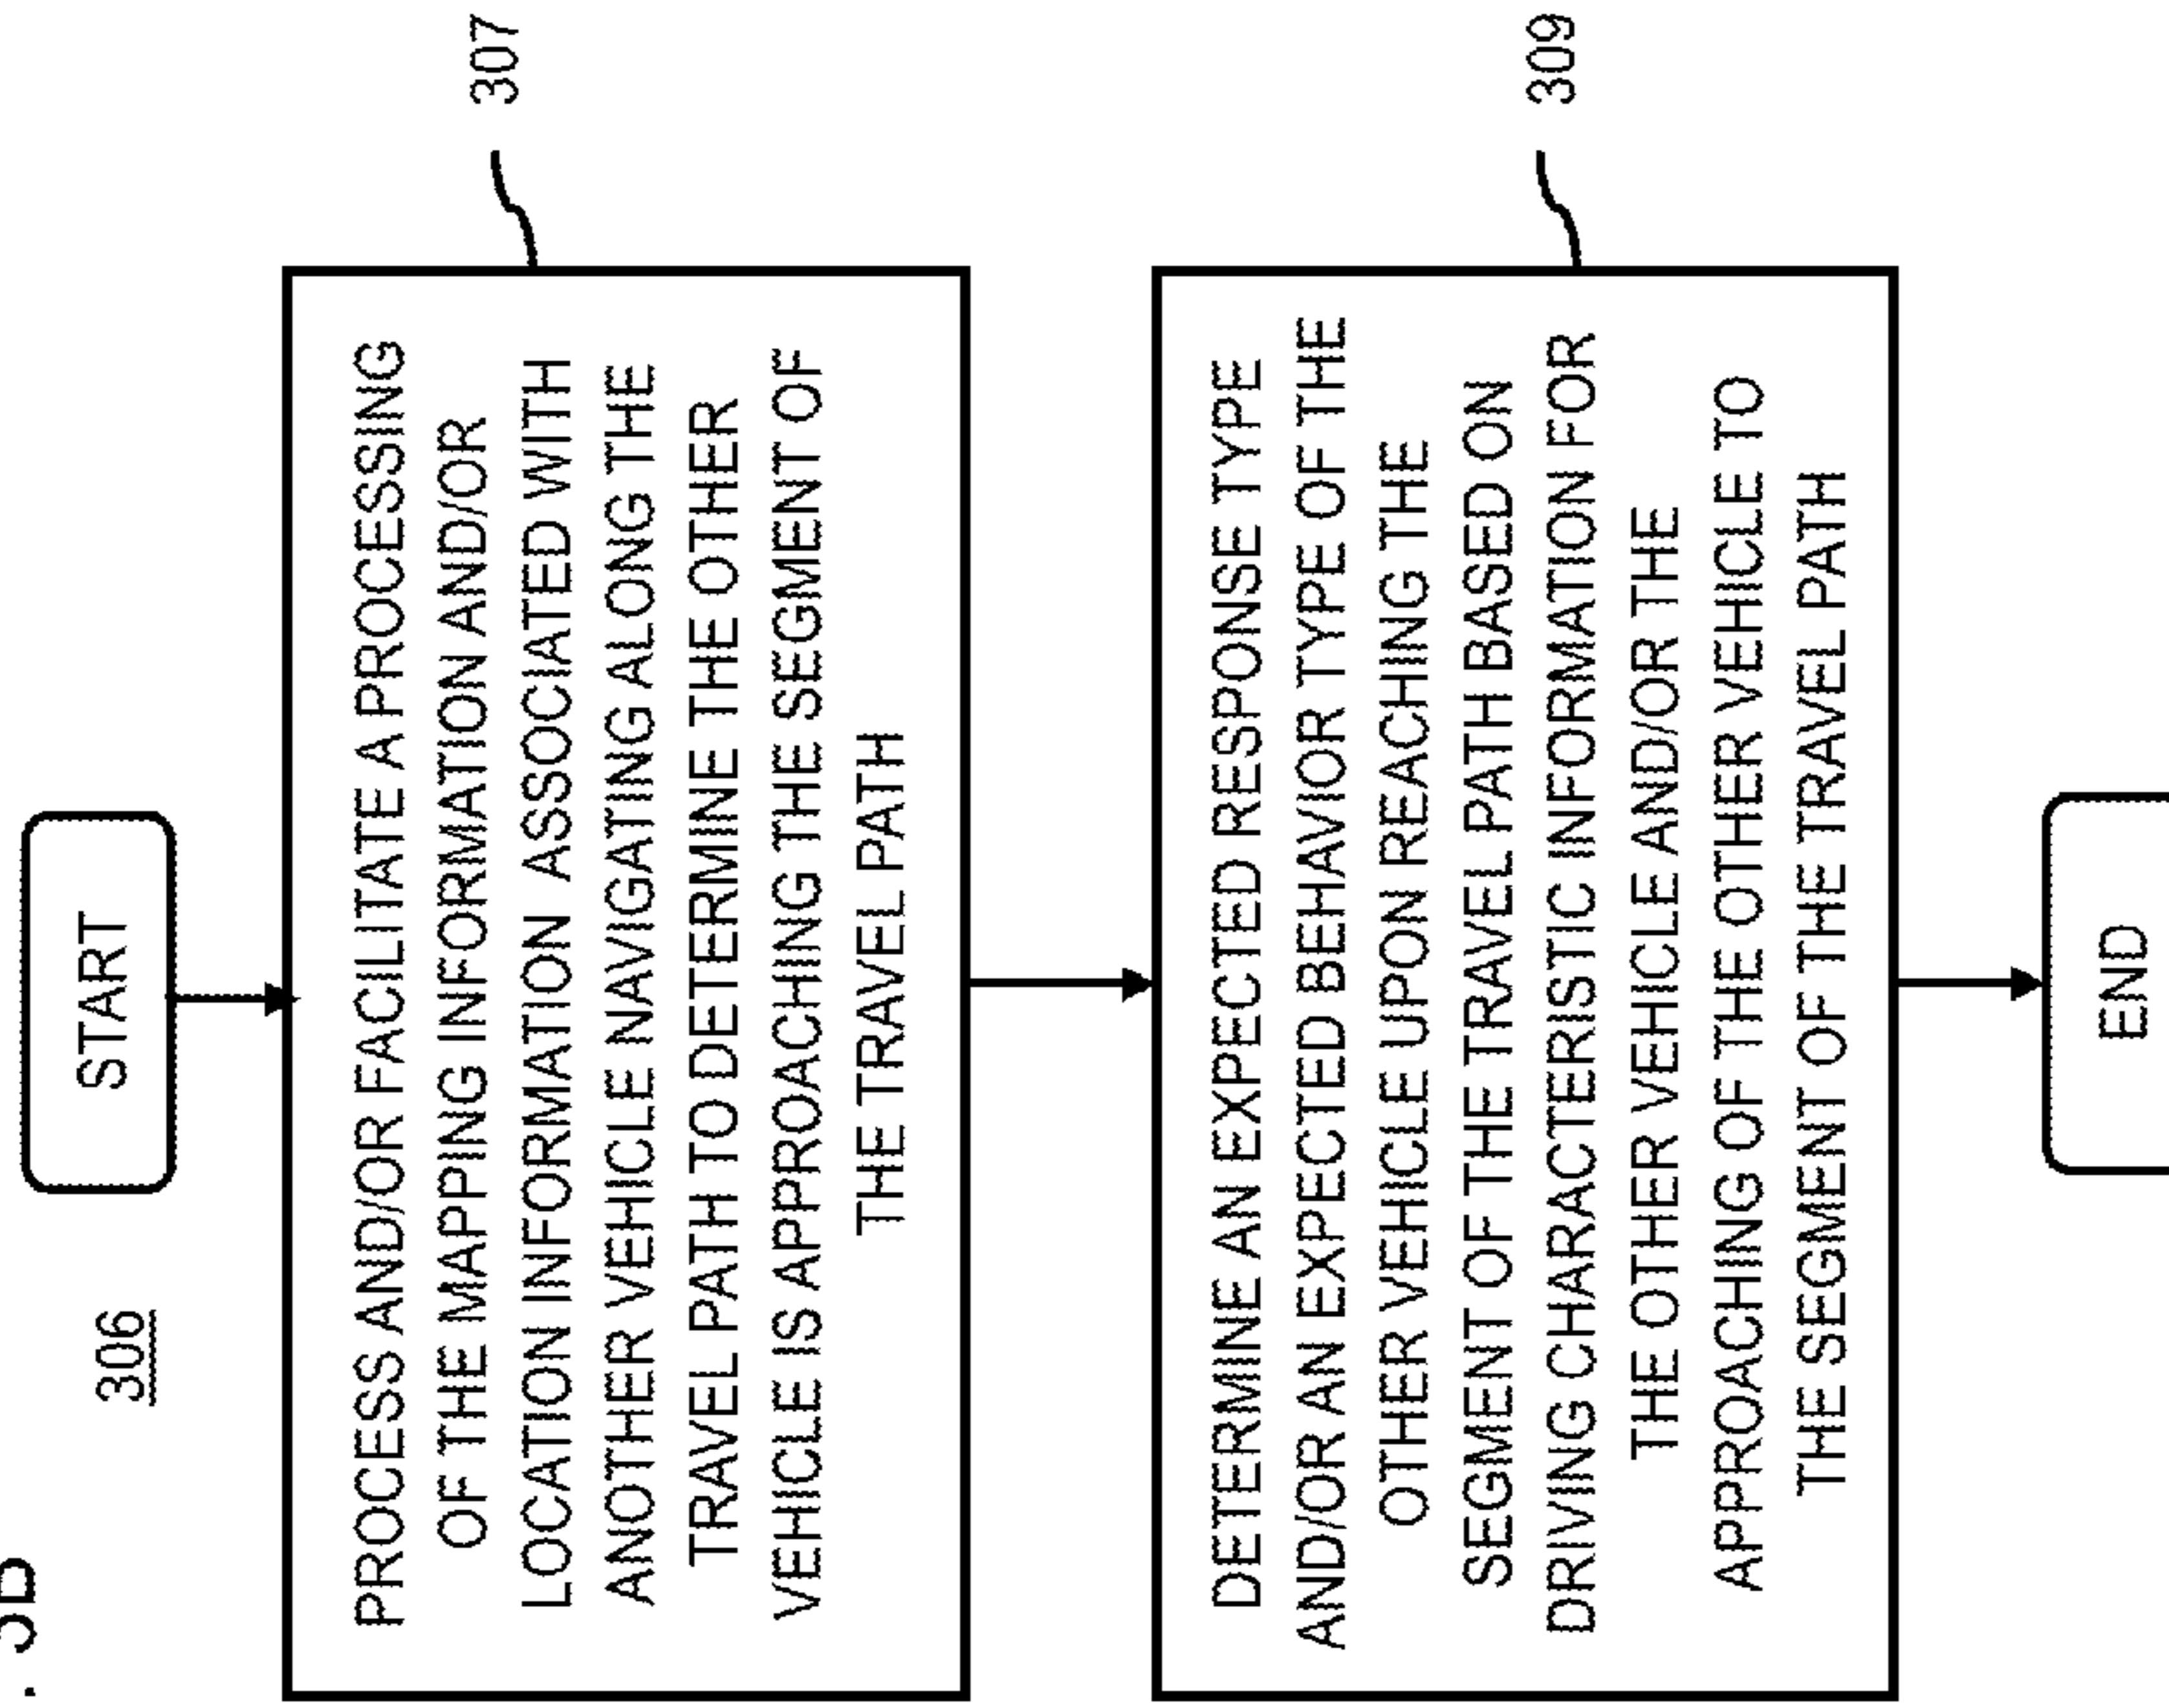 306
START
PROCESS AND/OR FACILITATE A PROCESSING
OF THE MAPPING INFORMATION AND/OR
LOCATION INFORMATION ASSOCIATED WITH
ANOTHER VEHICLE NAVIGATING ALONG THE
TRAVEL PATH TO DETERMINE THE OTHER
VEHICLE IS APPROACHING THE SEGMENT OF
THE TRAVEL PATH
307
DETERMINE AN EXPECTED RESPONSE TYPE
AND/OR AN EXPECTED BEHAVIOR TYPE OF THE
OTHER VEHICLE UPON REACHING THE
SEGMENT OF THE TRAVEL PATH BASED ON
DRIVING CHARACTERISTIC INFORMATION FOR
THE OTHER VEHICLE AND/OR THE
APPROACHING OF THE OTHER VEHICLE TO
THE SEGMENT OF THE TRAVEL PATH
309
END